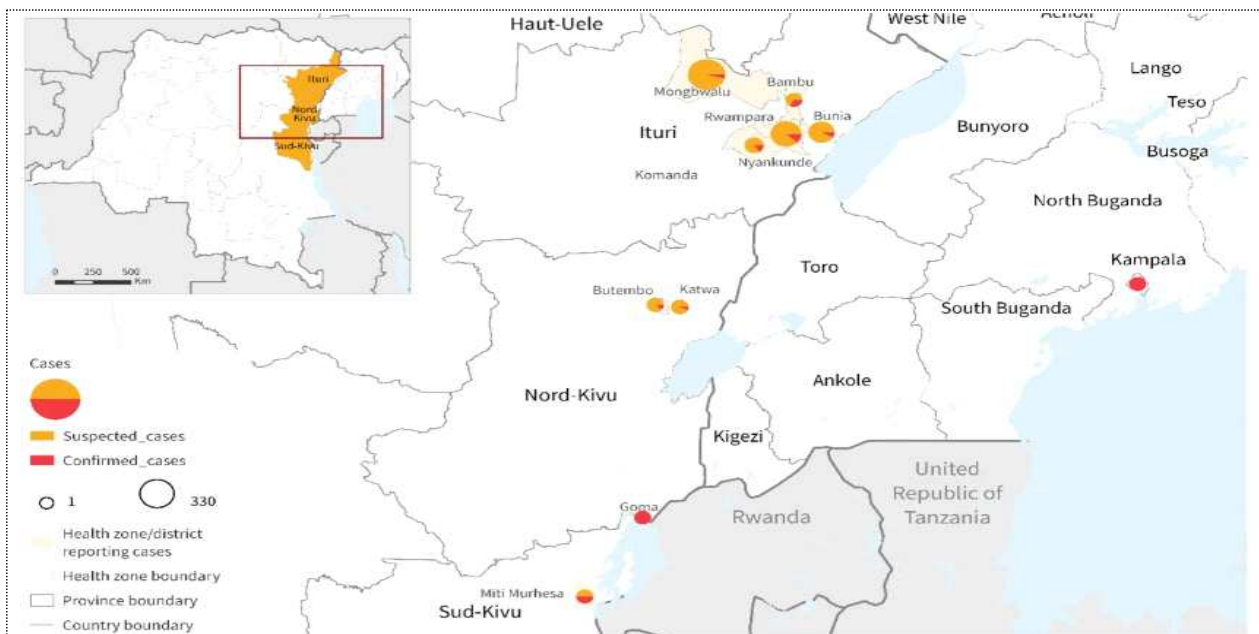 Haut-Uele
West Nile
Acholi
Ituri
Nord-
Kivu
Sud-Kivu
0 250 500
Km
Mongbwalu
Bambu
Lango
Teso
Rwampara
Bunia
Ituri
Bunyoro
Busoga
Nyankunde
Komanda
North Buganda
Toro
Kampala
Butembo
Katwa
South Buganda
Cases
Nord-Kivu
Ankole
Suspected_cases
Kigezi
Confirmed_cases
1
330
United
Republic of
Tanzania
Goma
Rwanda
Health zone/district
reporting cases
Health zone boundary
Miti Murhesa
Province boundary
Sud-Kivu
Country boundary